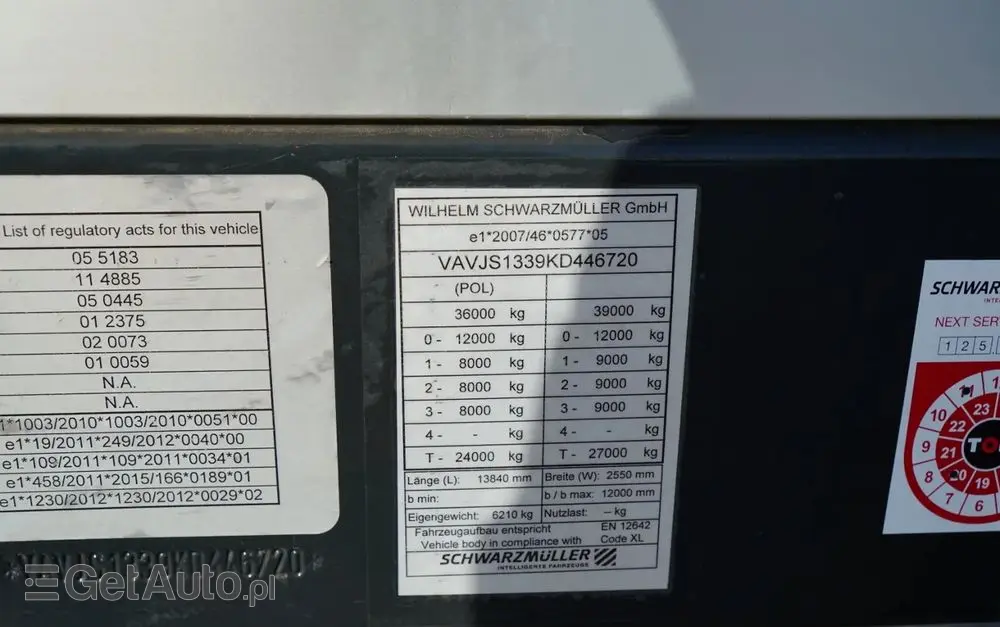 List of regulatory acts for this vehicle
05 5183
11 4885
05 0445
01 2375
02 0073
01 0059
N.A.
N.A.
1*1003/2010*1003/2010*0051*00
e1*19/2011*249/2012*0040*00
e1*109/2011*109*2011*0034*01
e1*458/2011*2015/166*0189*01
e1*1230/2012*1230/2012*0029*02
WILHELM SCHWARZMÜLLER GmbH
e1*2007/46*0577*05
VAVJS1339KD446720
(POL)
36000 kg 39000 kg
0- 12000 kg 0- 12000 kg
1- 8000 kg 1- 9000 kg
2- 8000 kg 2- 9000 kg
3- 8000 kg 3- 9000 kg
4- - kg 4- - kg
T- 24000 kg T- 27000 kg
Länge (L): 13840 mm Breite (W): 2550 mm
b min: b / b max: 12000 mm
Eigengewicht: 6210 kg Nutzlast: -- kg
Fahrzeugaufbau entspricht EN 12642
Vehicle body in compliance with Code XL
SCHWARZMÜLLER
INTELLIGENTE FAHRZEUGE
SCHWARZ
INTE
NEXT SER
1 2 5
10 9 8 7 6
23 22 21 20 19
GetAuto.pl